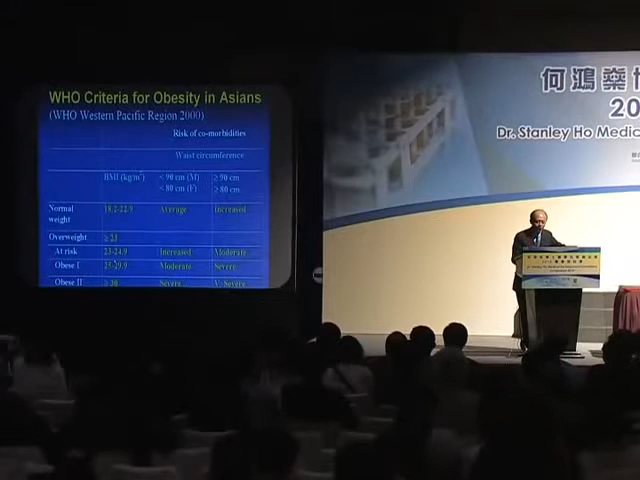 WHO Criteria for Obesity in Asians
(WHO Western Pacific Region 2000)
Risk of co-morbidities
Waist circumference
BMI (kg/m²) < 90 cm (M) ≥ 90 cm
< 80 cm (F) ≥ 80 cm
Normal weight 18.2-22.9 Average Increased
Overweight ≥ 23
At risk 23-24.9 Increased Moderate
Obese I 25-29.9 Moderate Severe
Obese II ≥ 30 Severe V. Severe
何鴻燊
20
Dr. Stanley Ho Medic